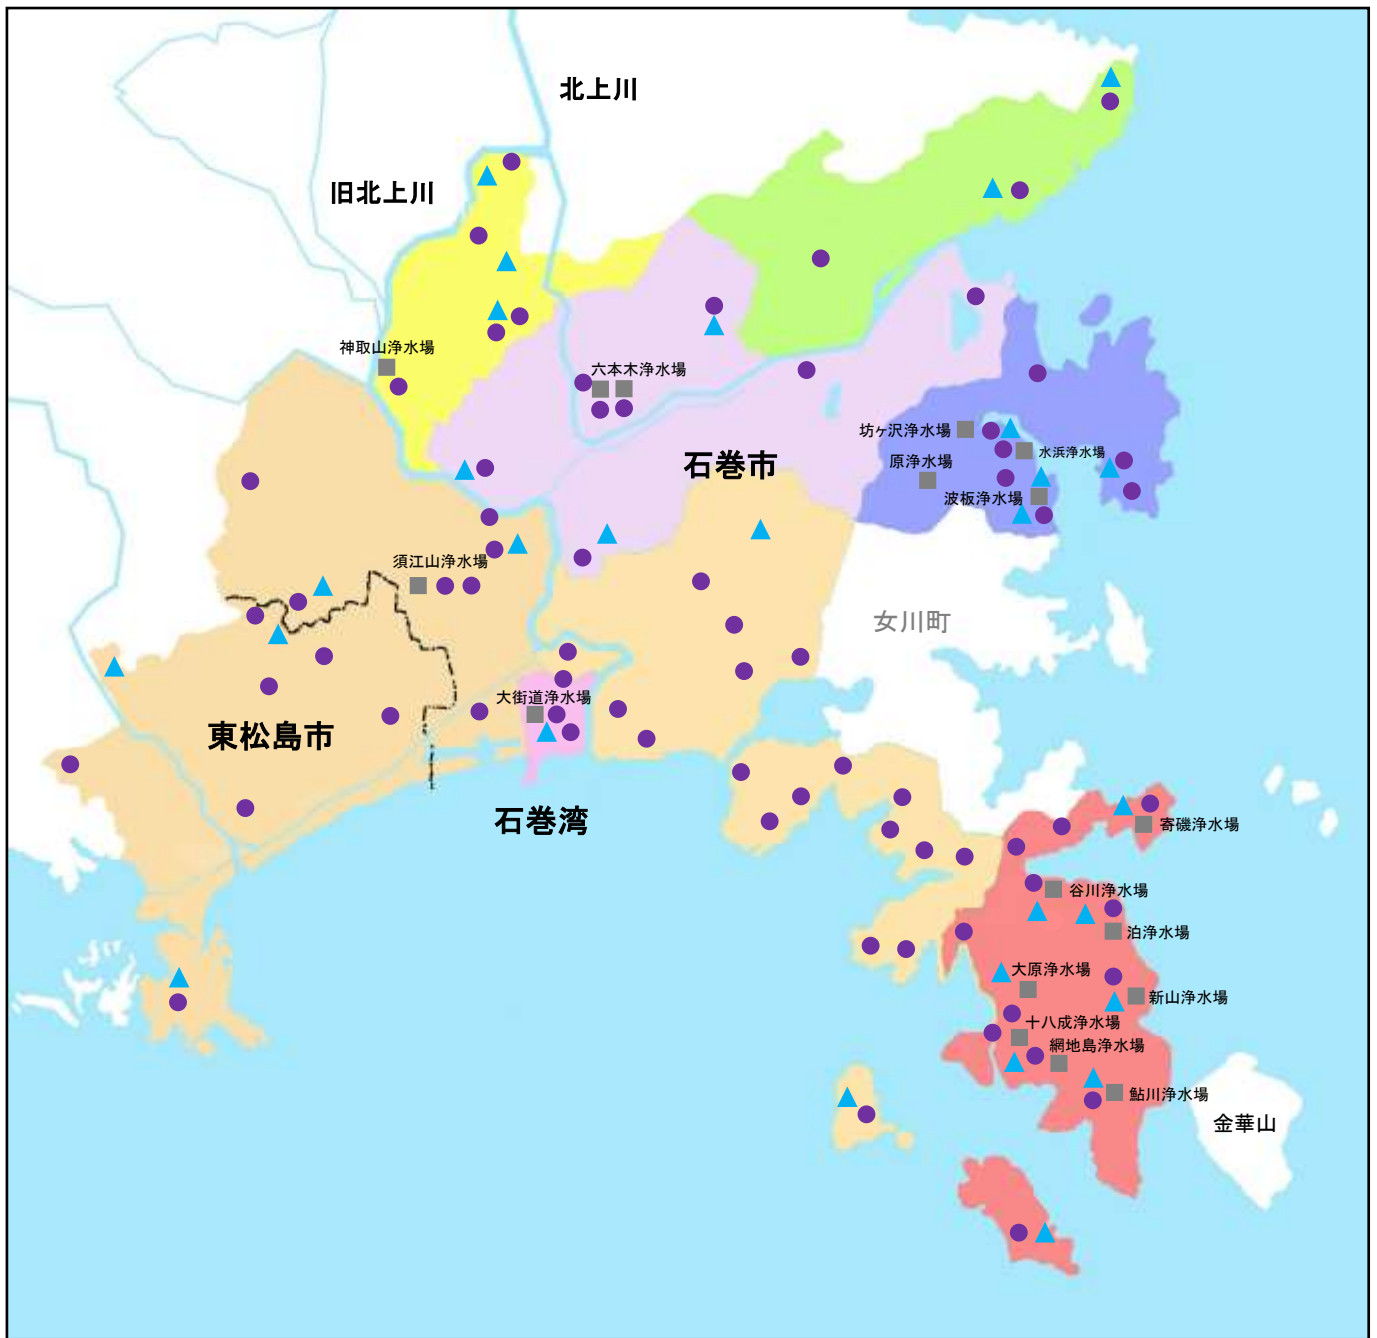 北上川
旧北上川
神取山浄水場
六本木浄水場
坊ヶ沢浄水場
水浜浄水場
石巻市
原浄水場
波板浄水場
須江山浄水場
女川町
大街道浄水場
東松島市
石巻湾
寄磯浄水場
谷川浄水場
泊浄水場
大原浄水場
新山浄水場
十八成浄水場
網地島浄水場
鮎川浄水場
金華山